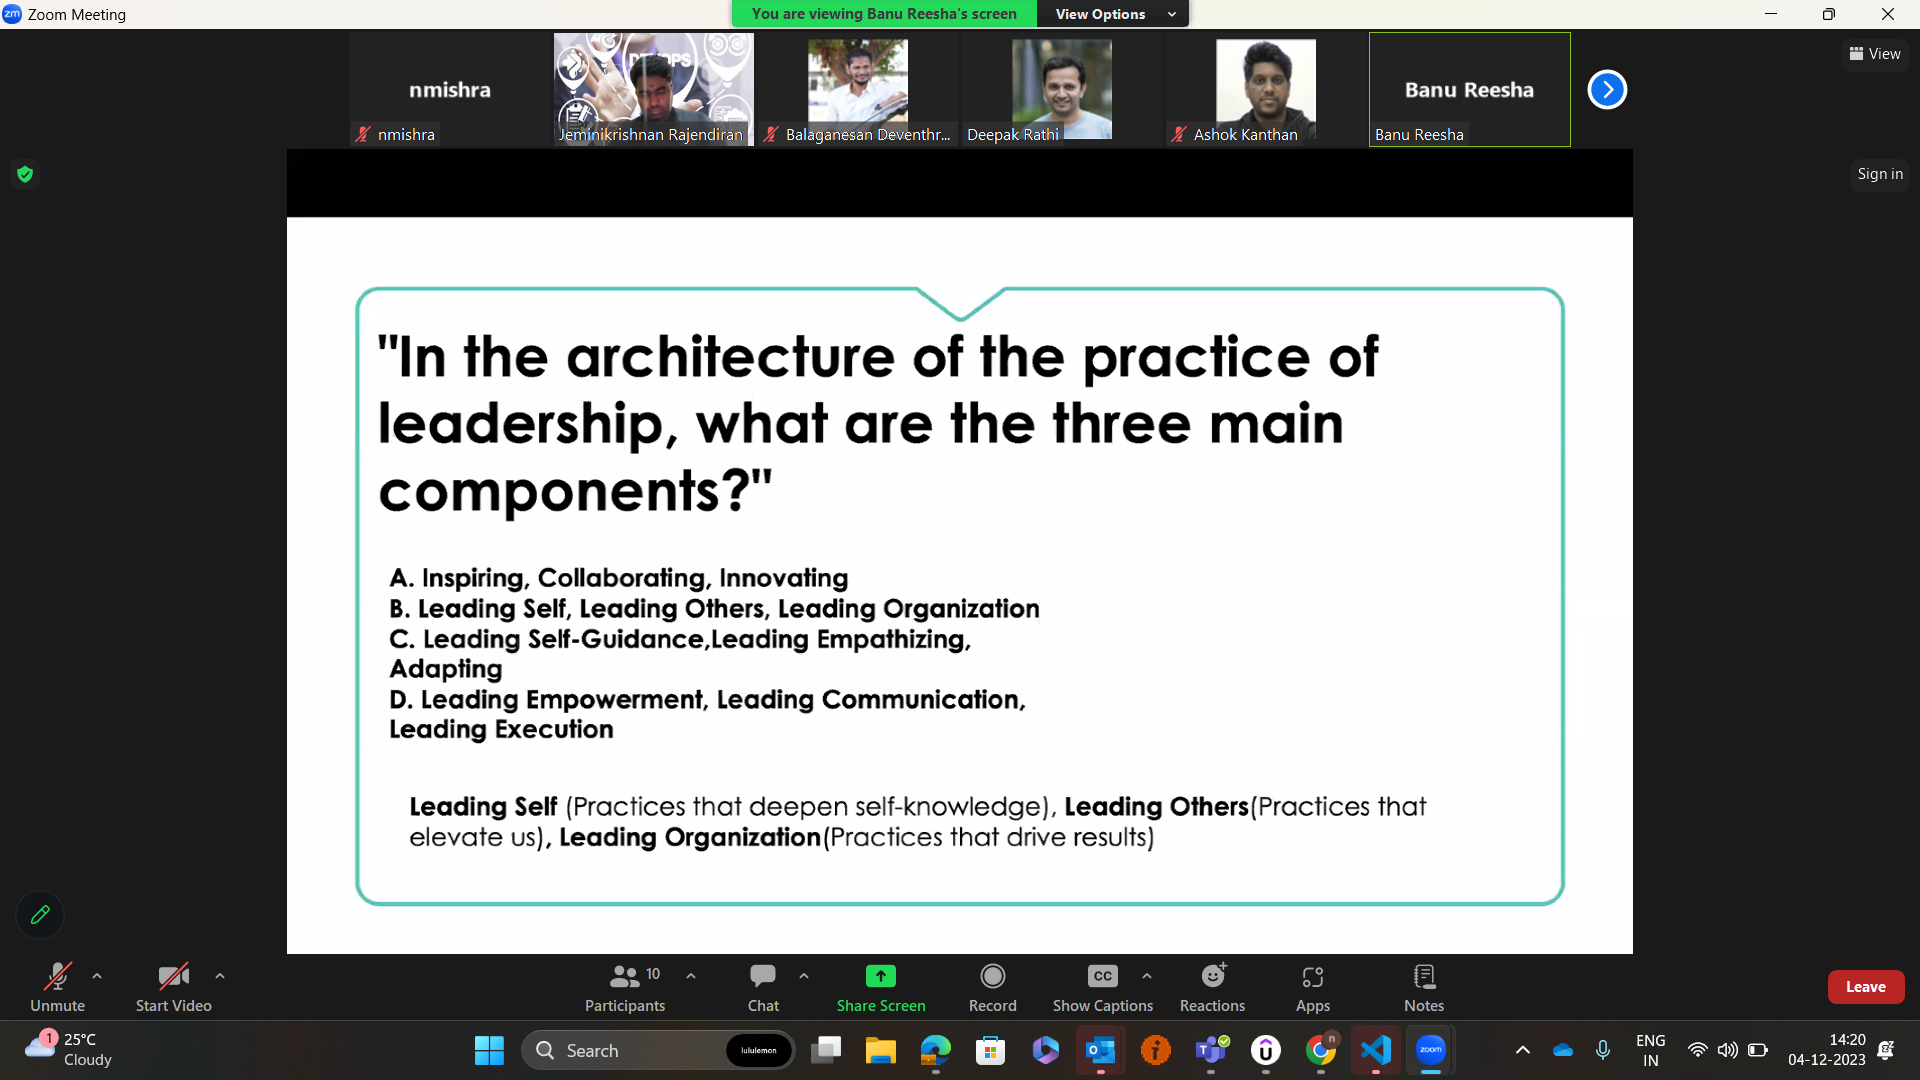 zm Zoom Meeting
You are viewing Banu Reesha's screen View Options
View
nmishra
DEVOPS
Banu Reesha
nmishra
Jeminikrishnan Rajendiran
Balaganesan Deventhr...
Deepak Rathi
Ashok Kanthan
Banu Reesha
Sign in
"In the architecture of the practice of
leadership, what are the three main
components?"
A. Inspiring, Collaborating, Innovating
B. Leading Self, Leading Others, Leading Organization
C. Leading Self-Guidance,Leading Empathizing,
Adapting
D. Leading Empowerment, Leading Communication,
Leading Execution
Leading Self (Practices that deepen self-knowledge), Leading Others(Practices that
elevate us), Leading Organization(Practices that drive results)
10
CC
Unmute
Start Video
Participants
Chat
Share Screen
Record
Show Captions
Reactions
Apps
Notes
Leave
1
25°C
Cloudy
Search
lululemon
n
zoom
ENG
IN
14:20
04-12-2023